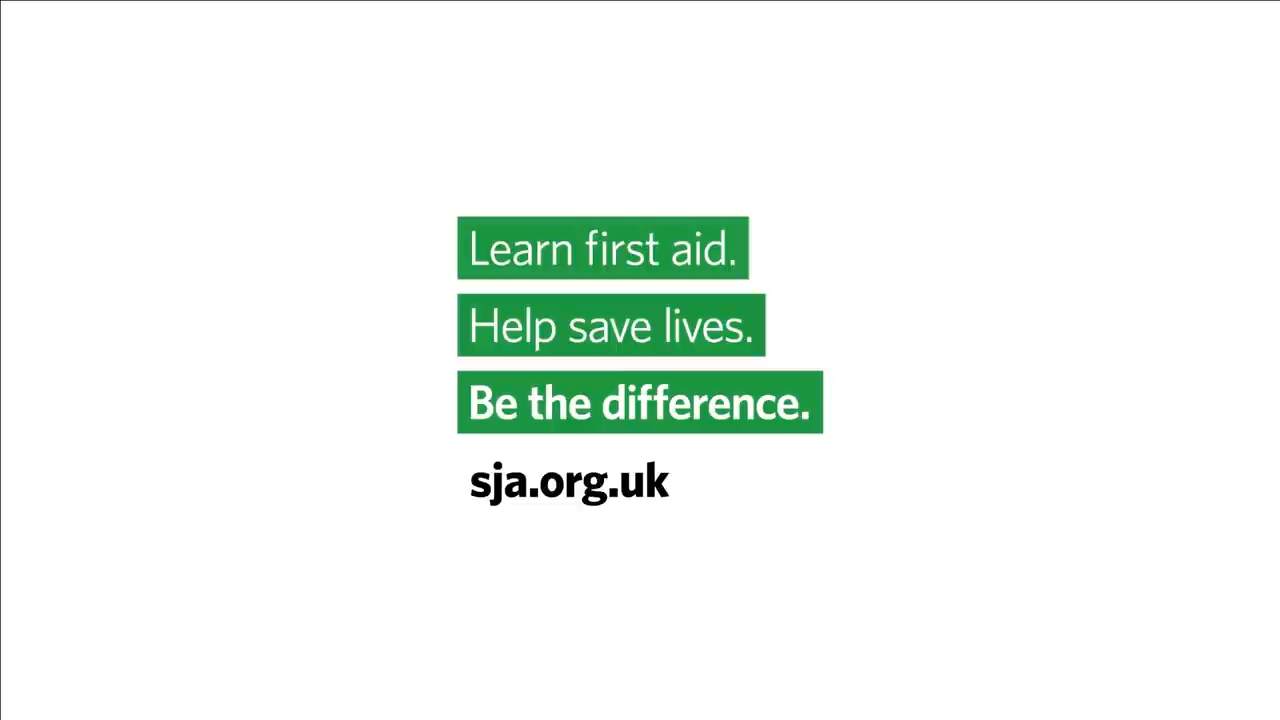 Learn first aid.
Help save lives.
Be the difference.
sja.org.uk